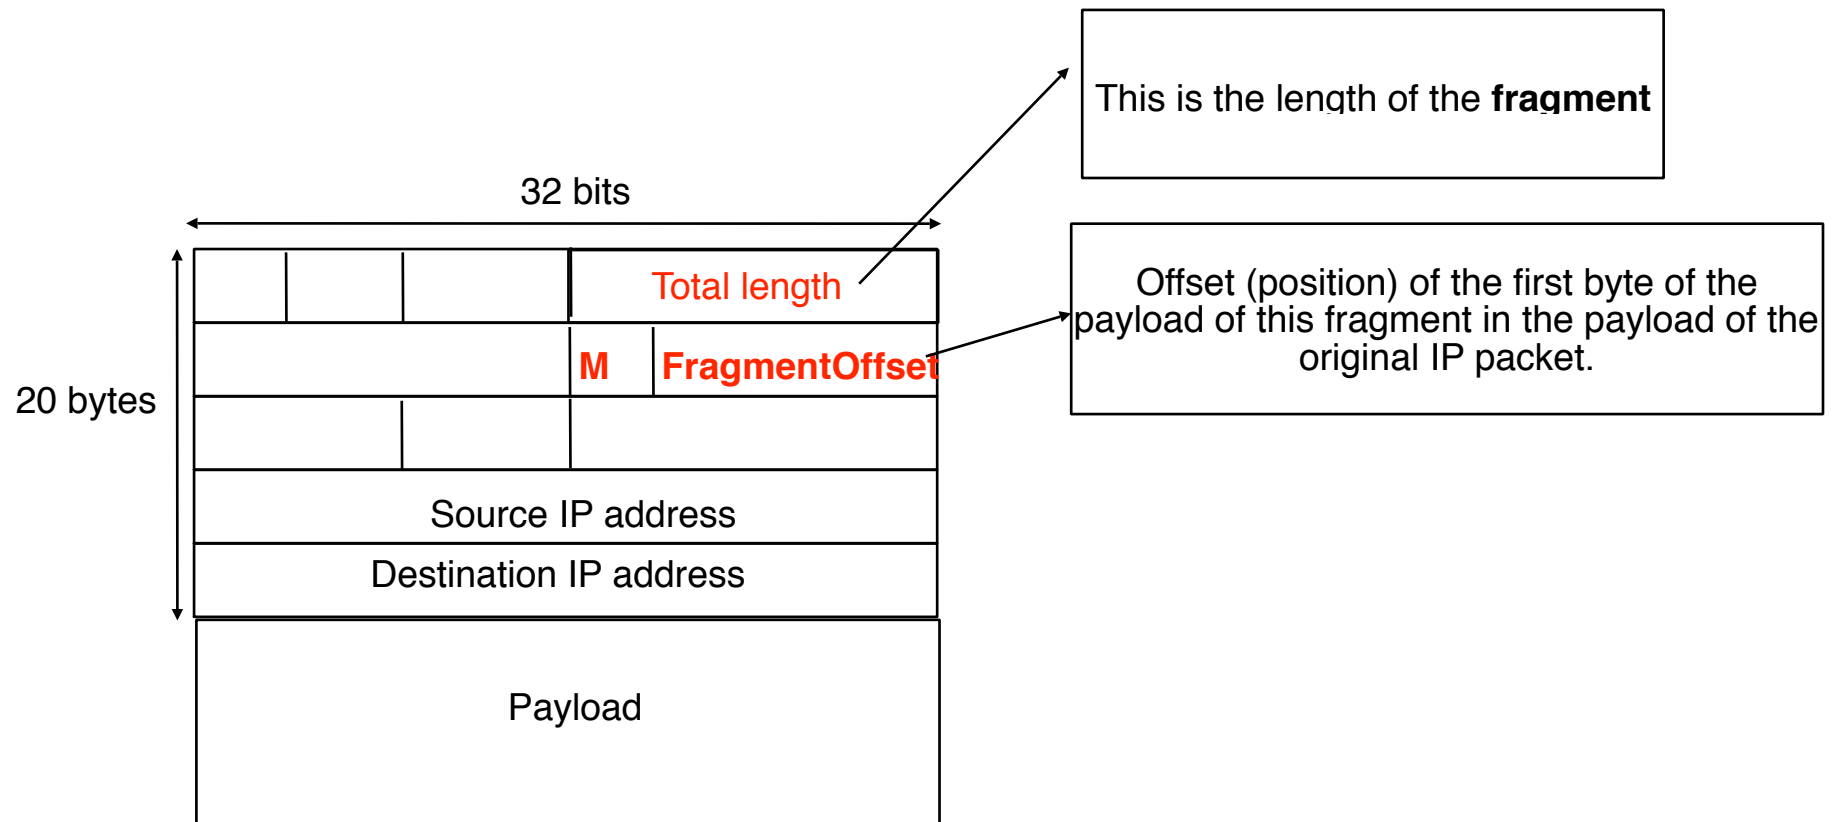 This is the length of the fragment
32 bits
Total length
Offset (position) of the first byte of the
payload of this fragment in the payload of the
original IP packet.
M
FragmentOffset
20 bytes
Source IP address
Destination IP address
Payload